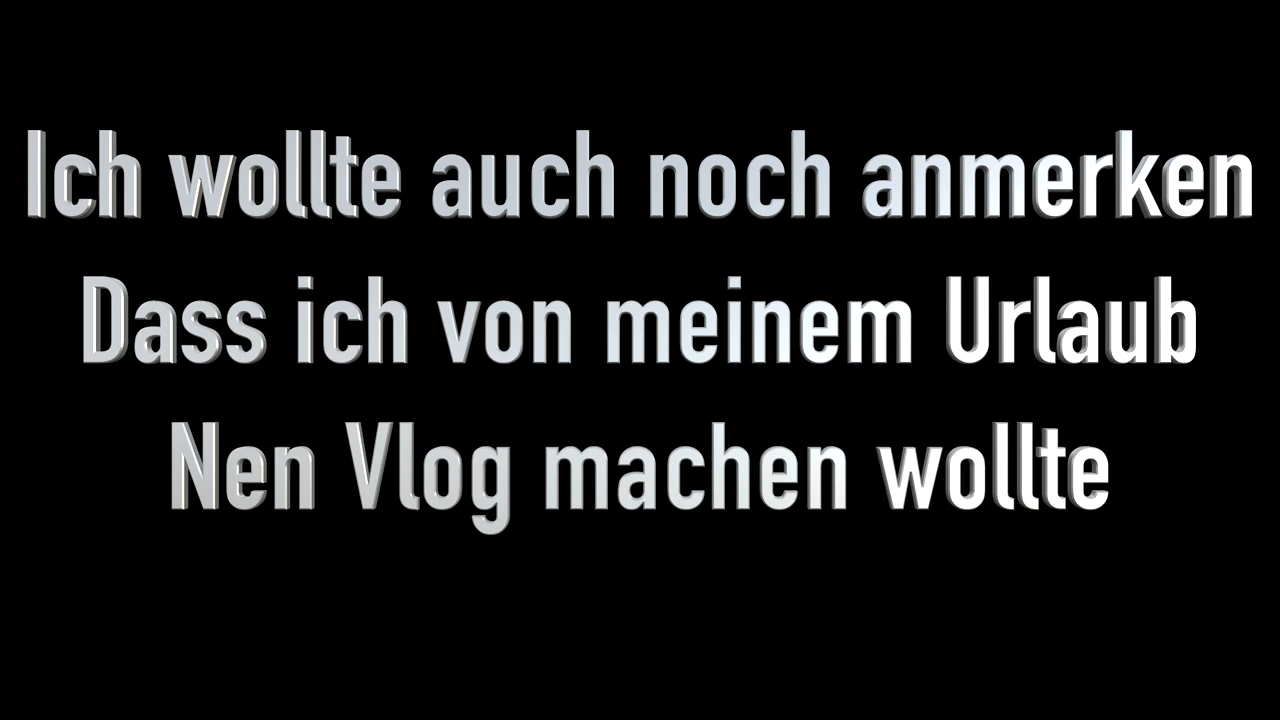 Ich wollte auch noch anmerken
Dass ich von meinem Urlaub
Nen Vlog machen wollte